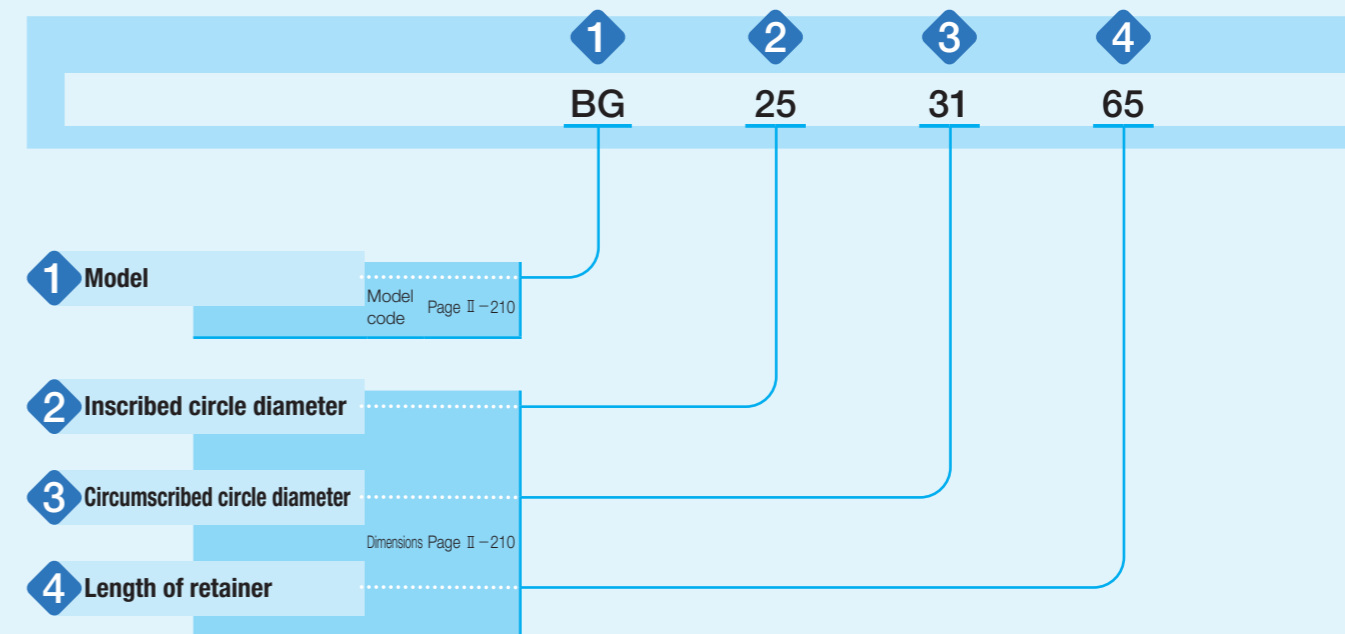 1 2 3 4
BG 25 31 65
1 Model
Model
code Page Ⅱ-210
2 Inscribed circle diameter
3 Circumscribed circle diameter
Dimensions Page Ⅱ-210
4 Length of retainer